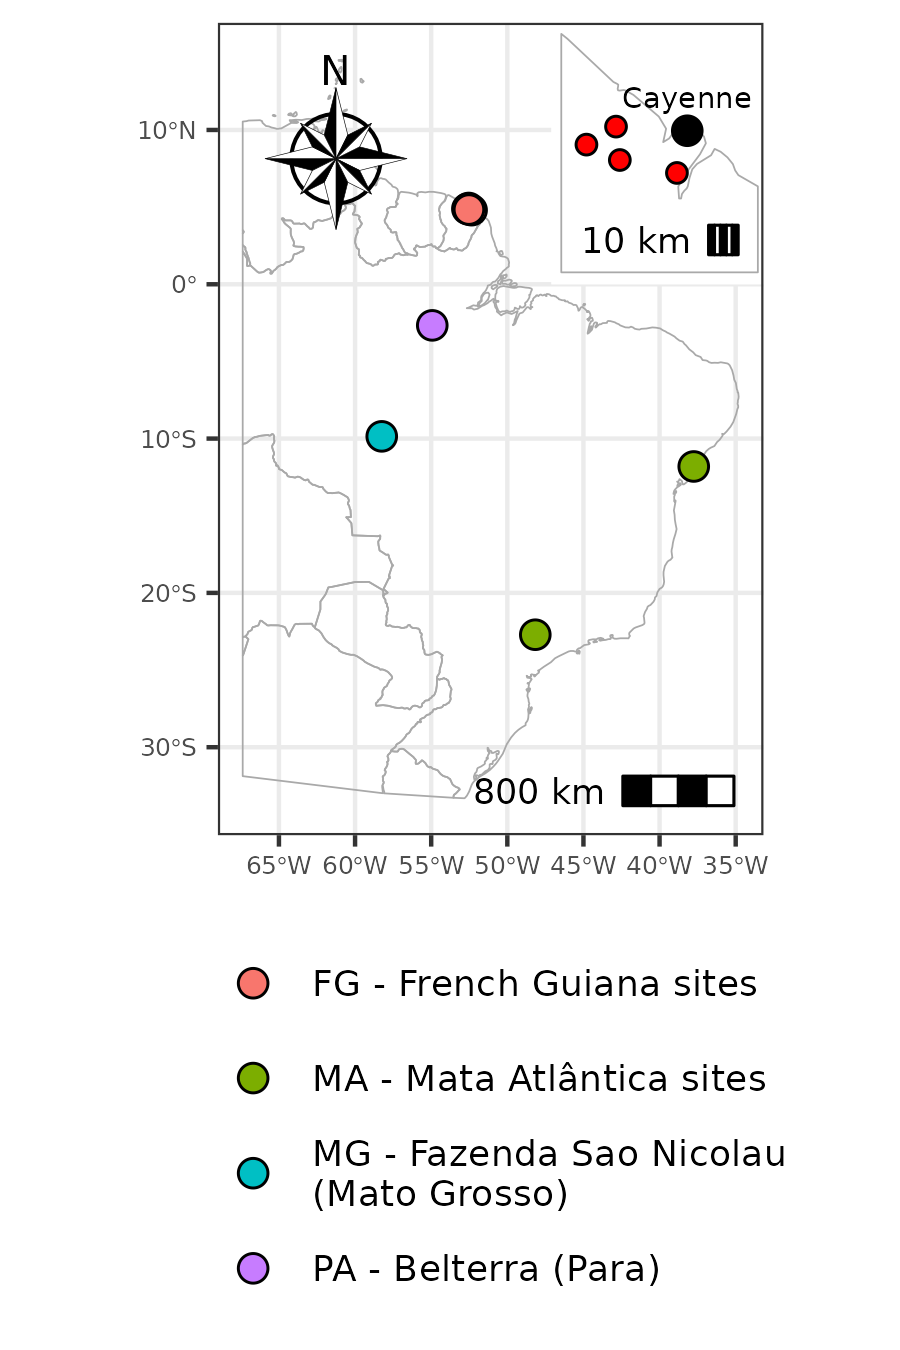 N
Cayenne
10 km
10°N
0°
10°S
20°S
30°S
800 km
65°W 60°W 55°W 50°W 45°W 40°W 35°W
FG - French Guiana sites
MA - Mata Atlântica sites
MG - Fazenda Sao Nicolau
(Mato Grosso)
PA - Belterra (Para)